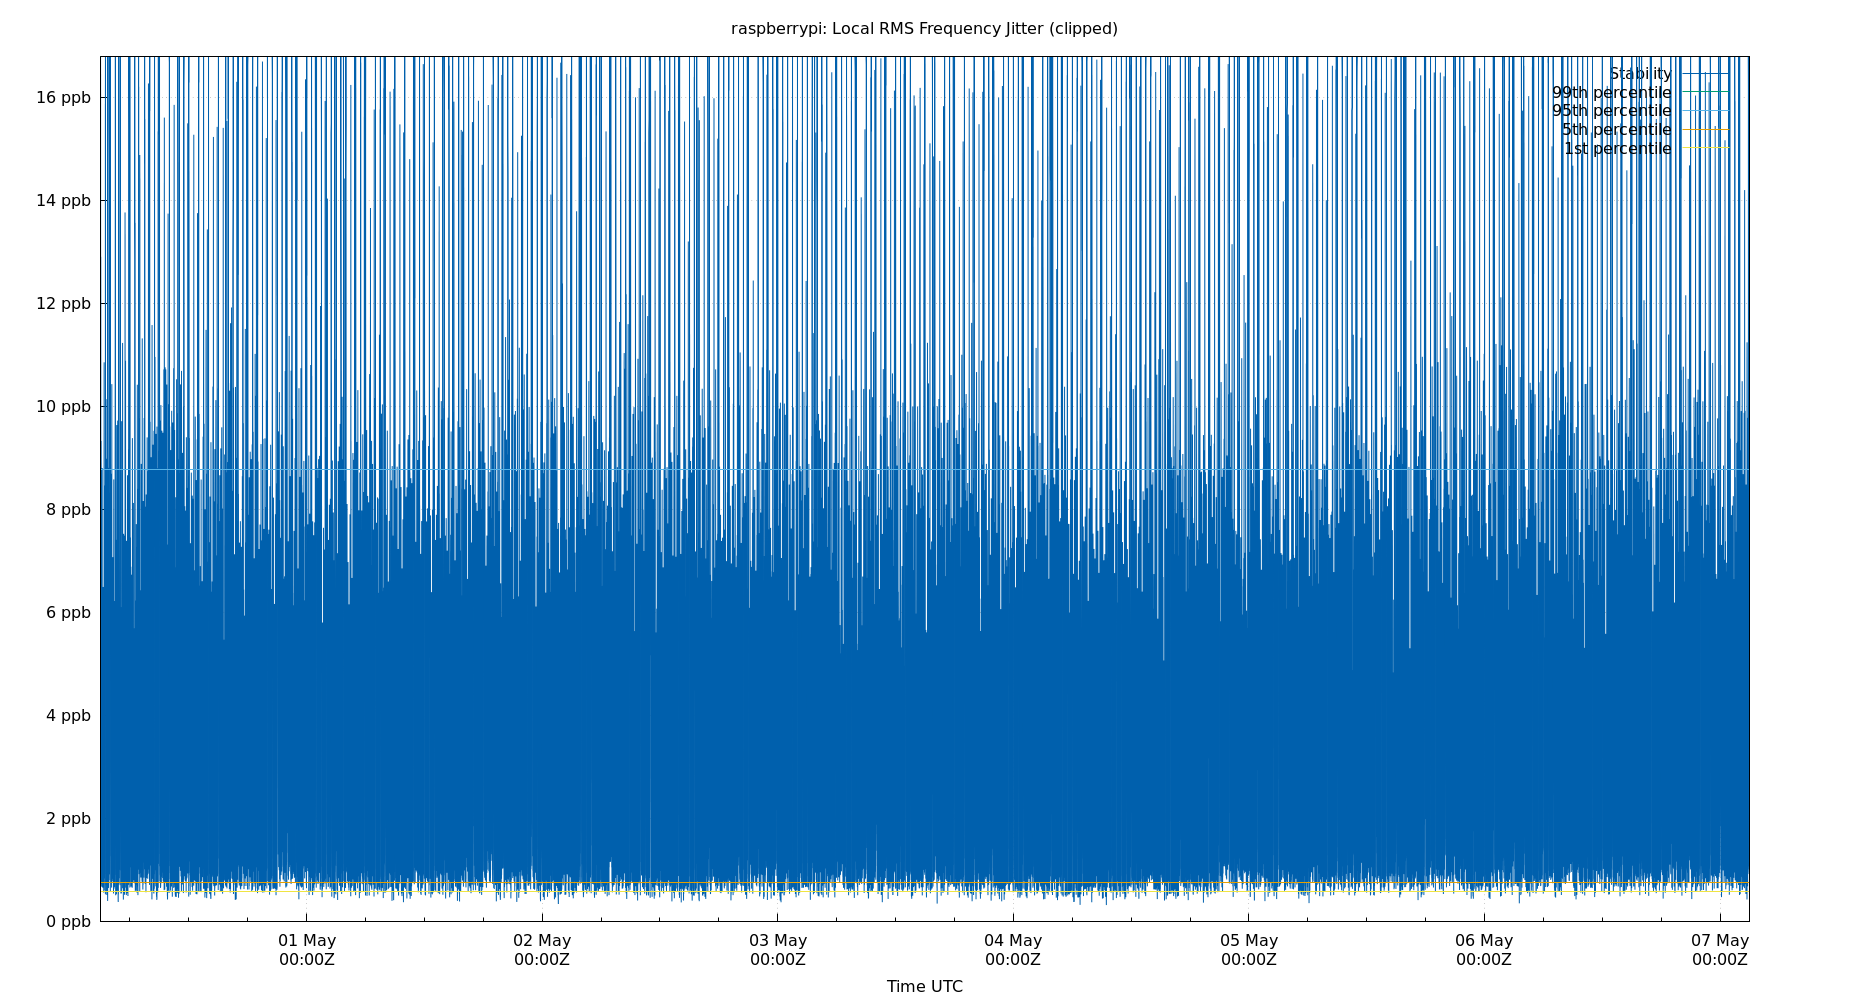 raspberrypi: Local RMS Frequency Jitter (clipped)
Stability
99th percentile
95th percentile
5th percentile
1st percentile
16 ppb
14 ppb
12 ppb
10 ppb
8 ppb
6 ppb
4 ppb
2 ppb
0 ppb
01 May 02 May 03 May 04 May 05 May 06 May 07 May
00:00Z 00:00Z 00:00Z 00:00Z 00:00Z 00:00Z 00:00Z
Time UTC